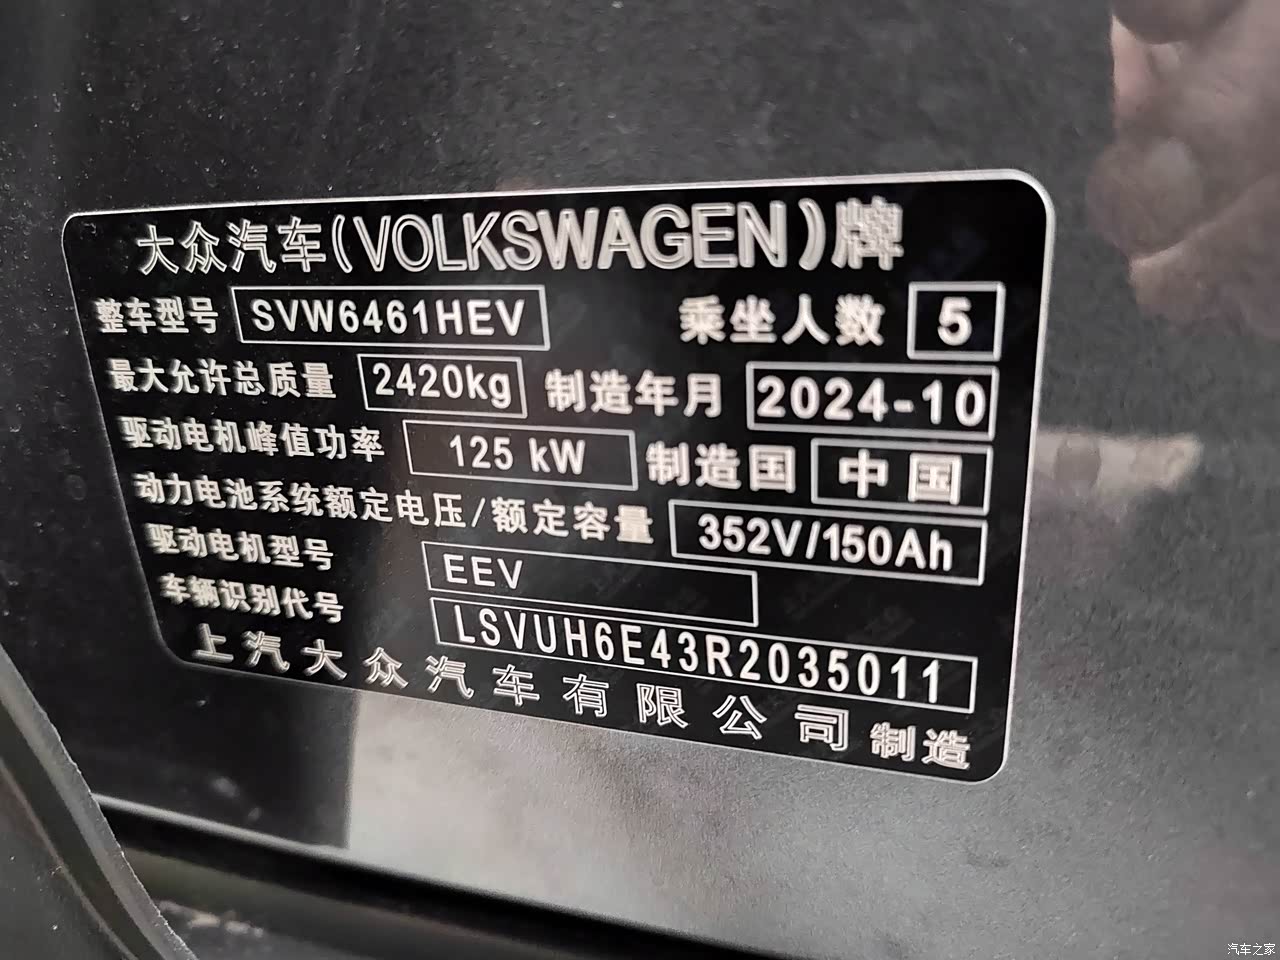 大众汽车(VOLKSWAGEN)牌
整车型号 SVW6461HEV 乘坐人数 5
最大允许总质量 2420kg 制造年月 2024-10
驱动电机峰值功率 125 kW 制造国 中国
动力电池系统额定电压/额定容量 352V/150Ah
驱动电机型号 EEV
车辆识别代号 LSVUH6E43R2035011
上汽大众汽车有限公司制造
汽车之家